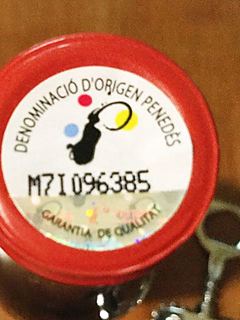 DENOMINACIÓ D'ORIGEN PENEDÈS
M7I096385
GARANTIA DE QUALITAT